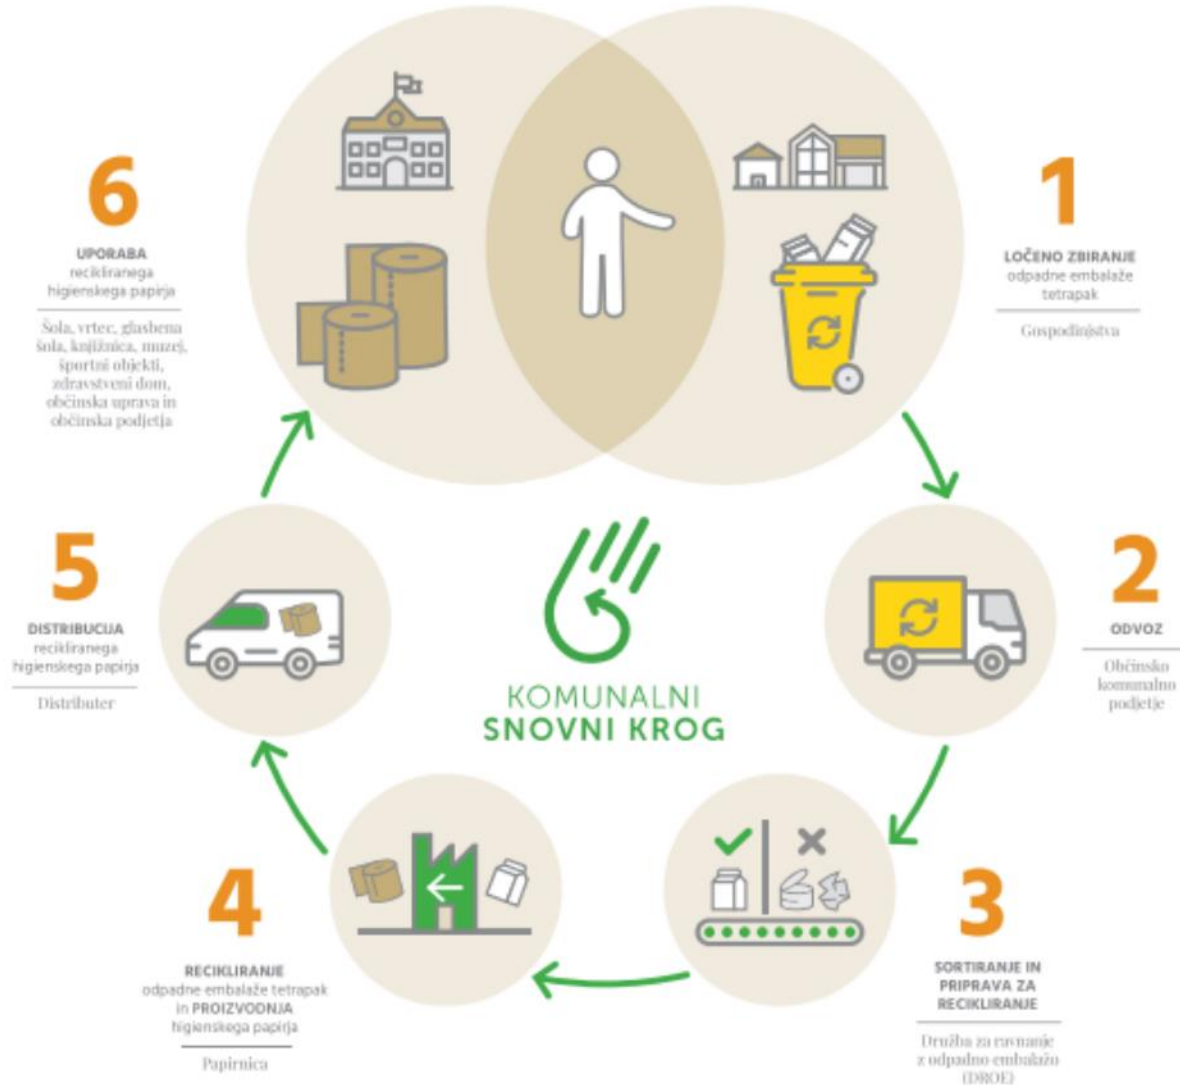 1
LOČENO ZBIRANJE
odpadne embalaže
tetrapak
Gospodinjstva
2
ODVOZ
Občinsko
komunalno
podjetje
3
SORTIRANJE IN
PRIPRAVA ZA
RECIKLIRANJE
Družba za ravnanje
z odpadno embalažo
(DROE)
4
RECIKLIRANJE
odpadne embalaže tetrapak
in PROIZVODNJA
higienskega papirja
Papirnica
5
DISTRIBUCIJA
recikliranega
higienskega papirja
Distributer
6
UPORABA
recikliranega
higienskega papirja
Šola, vrtec, glasbena
šola, knjižnica, muzej,
športni objekti,
zdravstveni dom,
občinska uprava in
občinska podjetja
KOMUNALNI
SNOVNI KROG